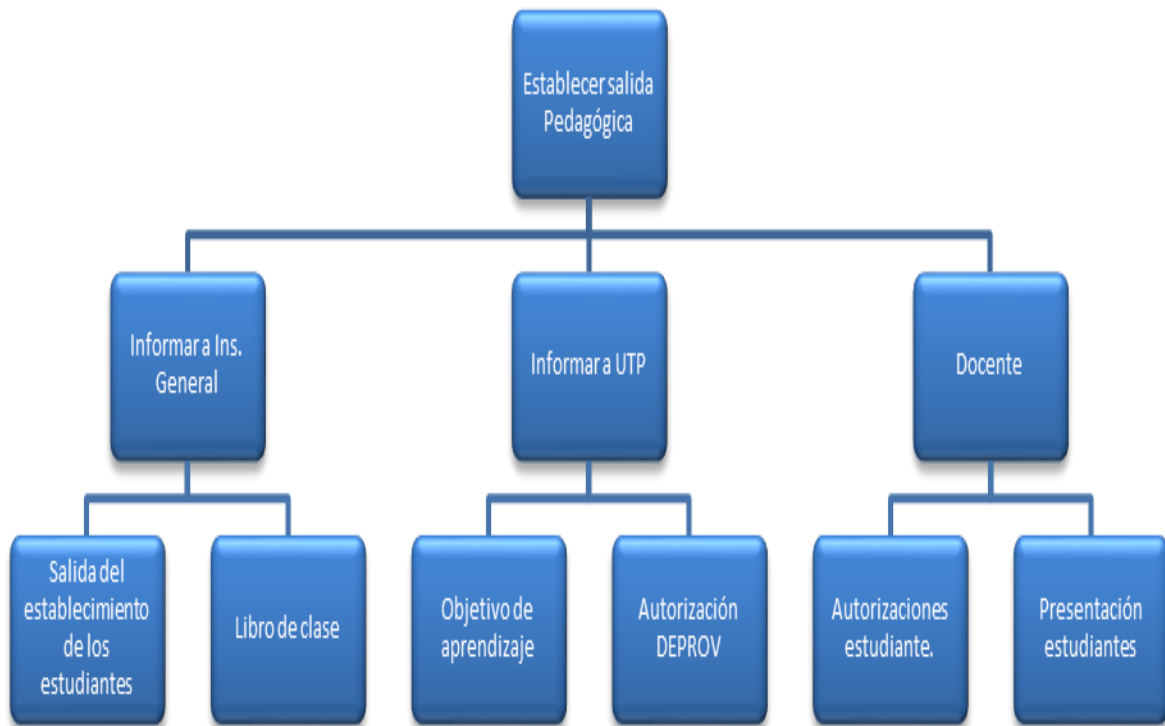 Establecer salida
Pedagógica
Informar a Ins.
General
Informar a UTP
Docente
Salida del
establecimiento
de los
estudiantes
Libro de clase
Objetivo de
aprendizaje
Autorización
DEPROV
Autorizaciones
estudiante.
Presentación
estudiantes